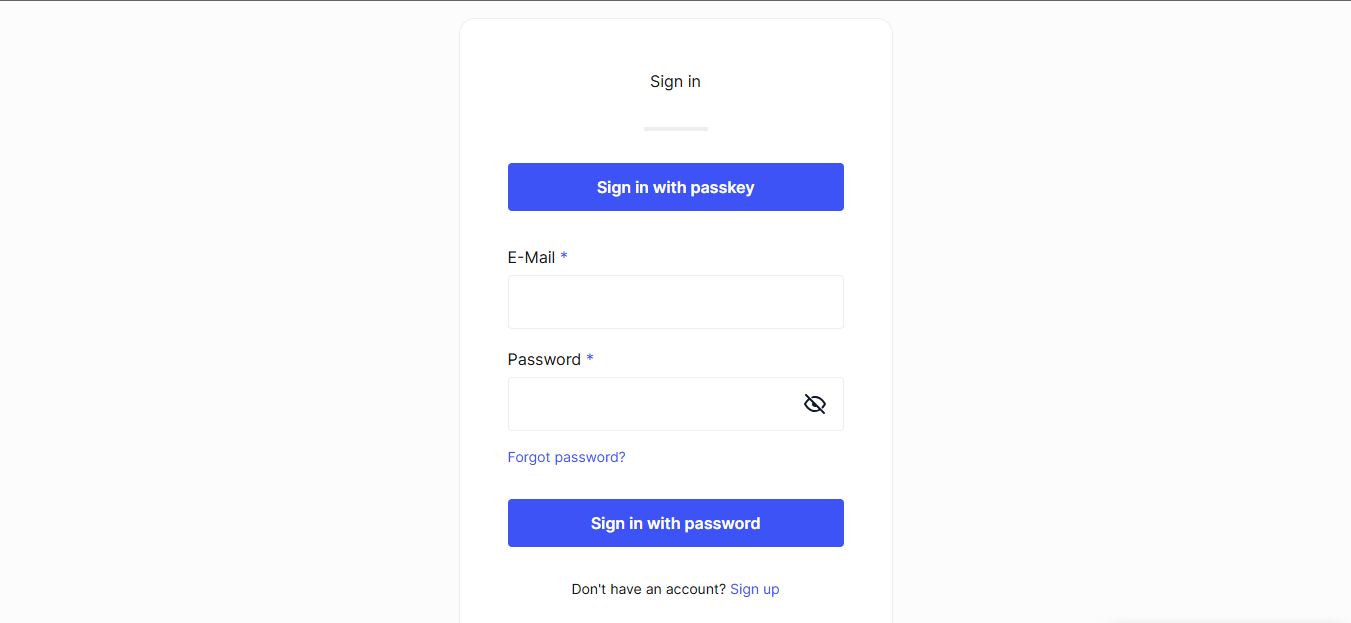 Sign in
Sign in with passkey
E-Mail *
Password *
Forgot password?
Sign in with password
Don't have an account? Sign up